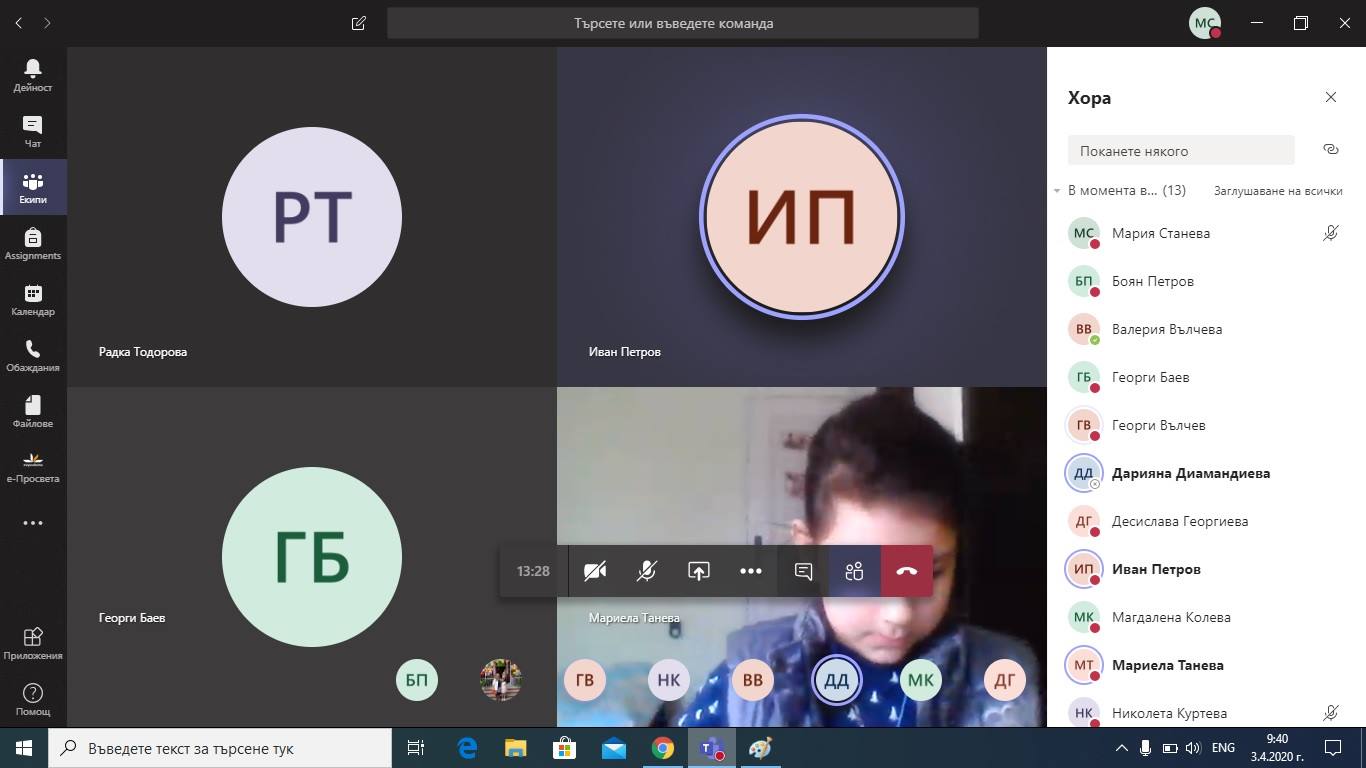 Търсете или въведете команда
МС
Дейност
Чат
Екипи
Assignments
Календар
Обаждания
Файлове
е-Просвета
Приложения
Помощ
РТ
Радка Тодорова
ИП
Иван Петров
ГБ
Георги Баев
Мариела Танева
13:28
БП
ГВ
НК
ВВ
ДД
МК
ДГ
Хора
Поканете някого
В момента в... (13)
Заглушаване на всички
МС Мария Станева
БП Боян Петров
ВВ Валерия Вълчева
ГБ Георги Баев
ГВ Георги Вълчев
ДД Дарияна Диамандиева
ДГ Десислава Георгиева
ИП Иван Петров
МК Магдалена Колева
МТ Мариела Танева
НК Николета Куртева
Въведете текст за търсене тук
ENG
9:40
3.4.2020 г.